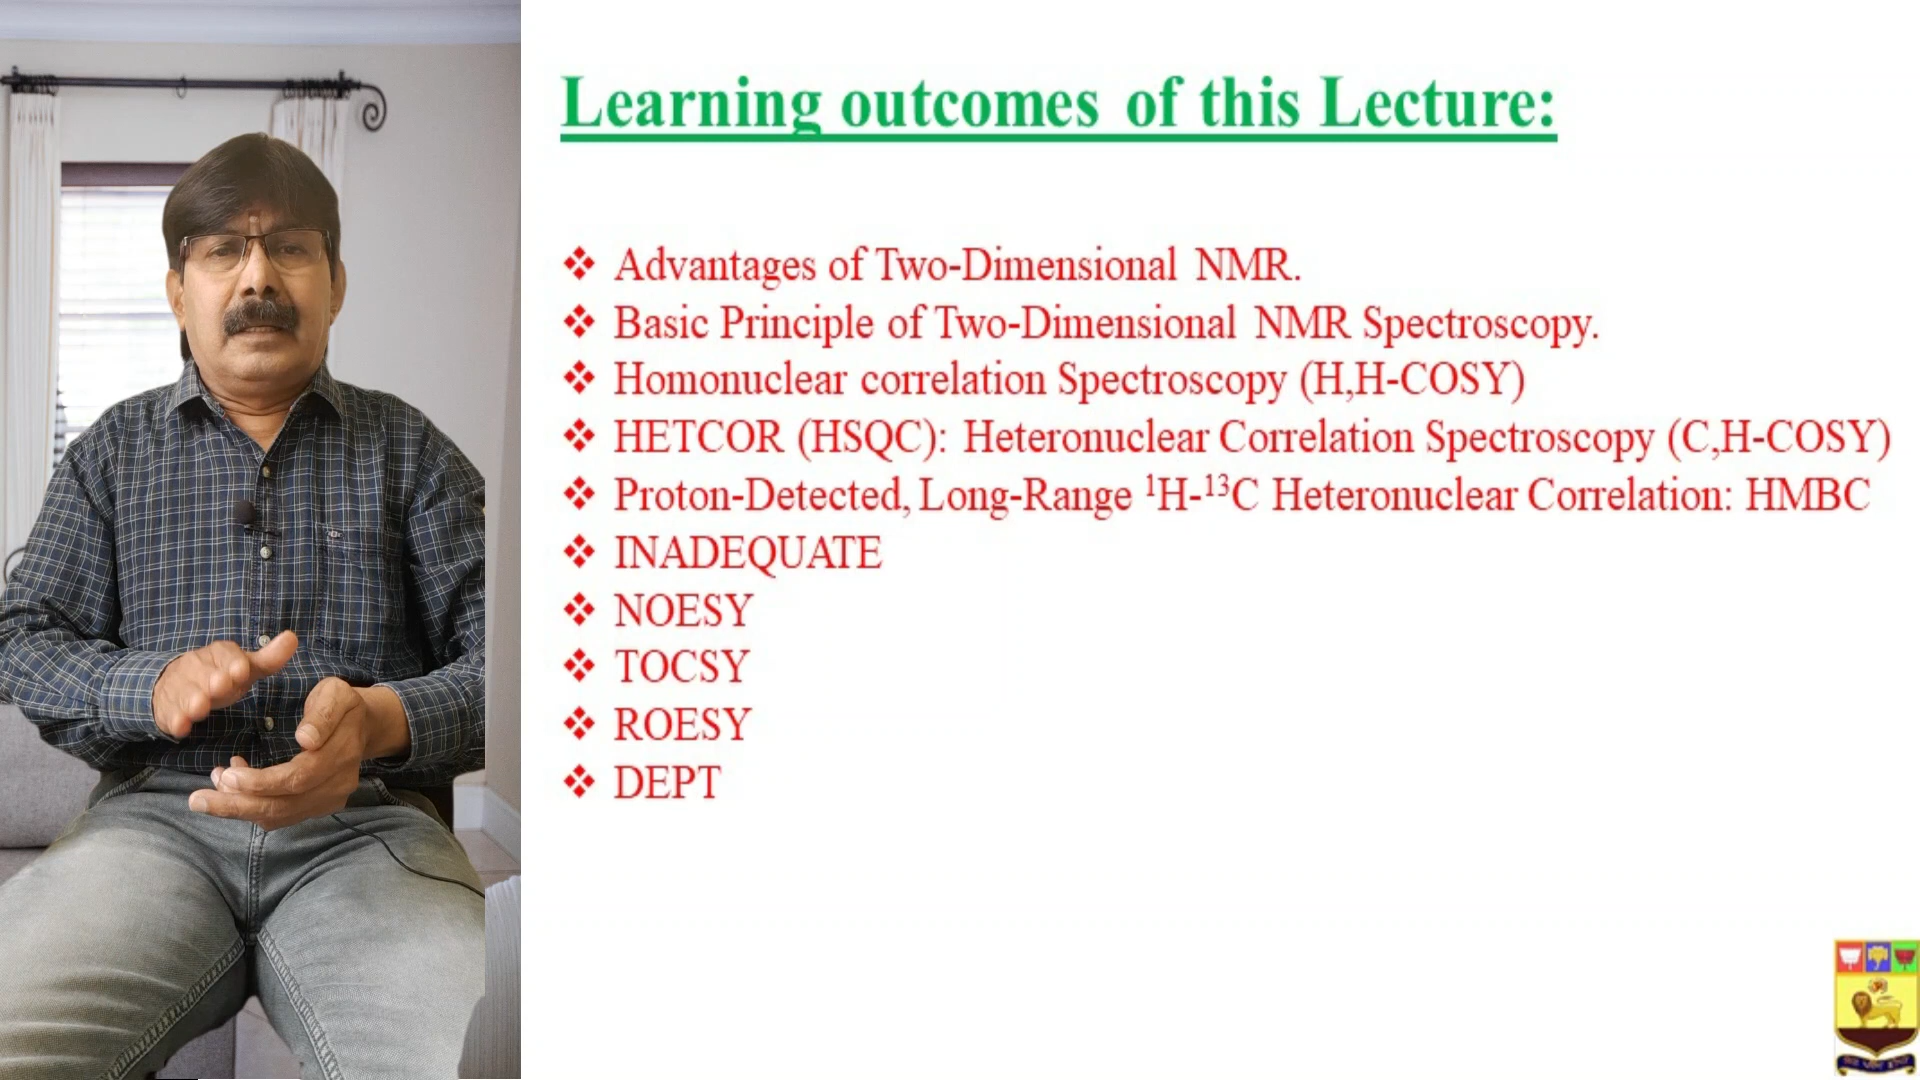 Learning outcomes of this Lecture:
❖ Advantages of Two-Dimensional NMR.
❖ Basic Principle of Two-Dimensional NMR Spectroscopy.
❖ Homonuclear correlation Spectroscopy (H,H-COSY)
❖ HETCOR (HSQC): Heteronuclear Correlation Spectroscopy (C,H-COSY)
❖ Proton-Detected, Long-Range ¹H-¹³C Heteronuclear Correlation: HMBC
❖ INADEQUATE
❖ NOESY
❖ TOCSY
❖ ROESY
❖ DEPT